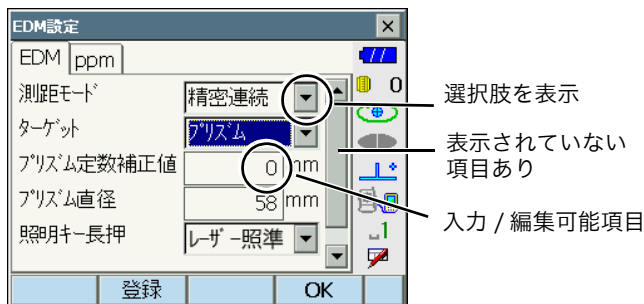 EDM設定
EDM ppm
0
測距モード 精密連続
ターゲット プリズム
プリズム定数補正値 0 mm
プリズム直径 58 mm
照明キー長押 レーザー照準
1
登録 OK
選択肢を表示
表示されていない
項目あり
入力 / 編集可能項目